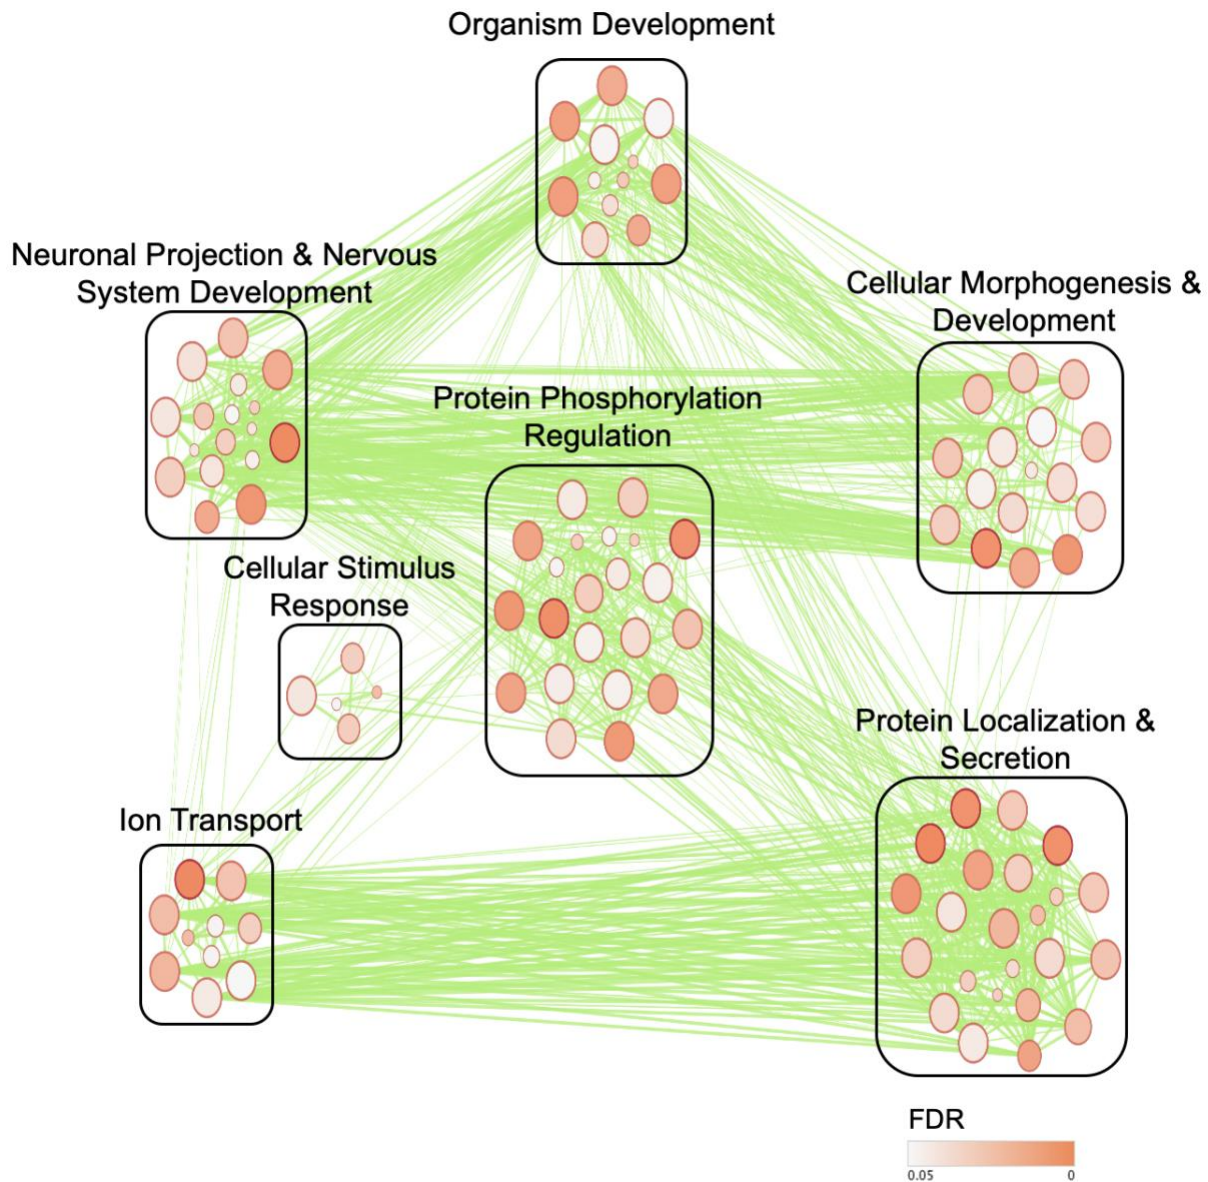 Organism Development
Neuronal Projection & Nervous
System Development
Cellular Morphogenesis &
Development
Protein Phosphorylation
Regulation
Cellular Stimulus
Response
Protein Localization &
Secretion
Ion Transport
FDR
0.05 0